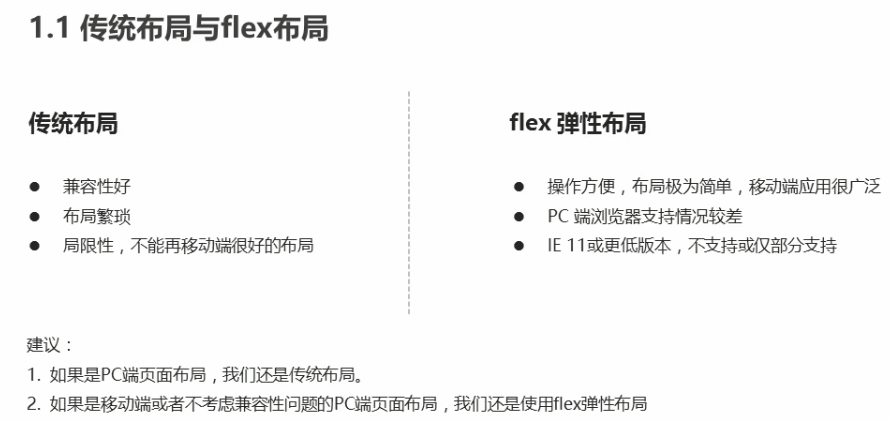 1.1 传统布局与flex布局
传统布局
● 兼容性好
● 布局繁琐
● 局限性，不能再移动端很好的布局
flex 弹性布局
● 操作方便，布局极为简单，移动端应用很广泛
● PC 端浏览器支持情况较差
● IE 11或更低版本，不支持或仅部分支持
建议：
1. 如果是PC端页面布局，我们还是传统布局。
2. 如果是移动端或者不考虑兼容性问题的PC端页面布局，我们还是使用flex弹性布局